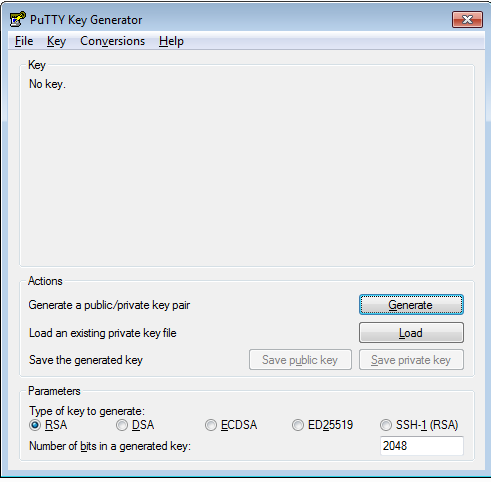 PuTTY Key Generator
File Key Conversions Help
Key
No key.
Actions
Generate a public/private key pair Generate
Load an existing private key file Load
Save the generated key Save public key Save private key
Parameters
Type of key to generate:
RSA DSA ECDSA ED25519 SSH-1 (RSA)
Number of bits in a generated key: 2048